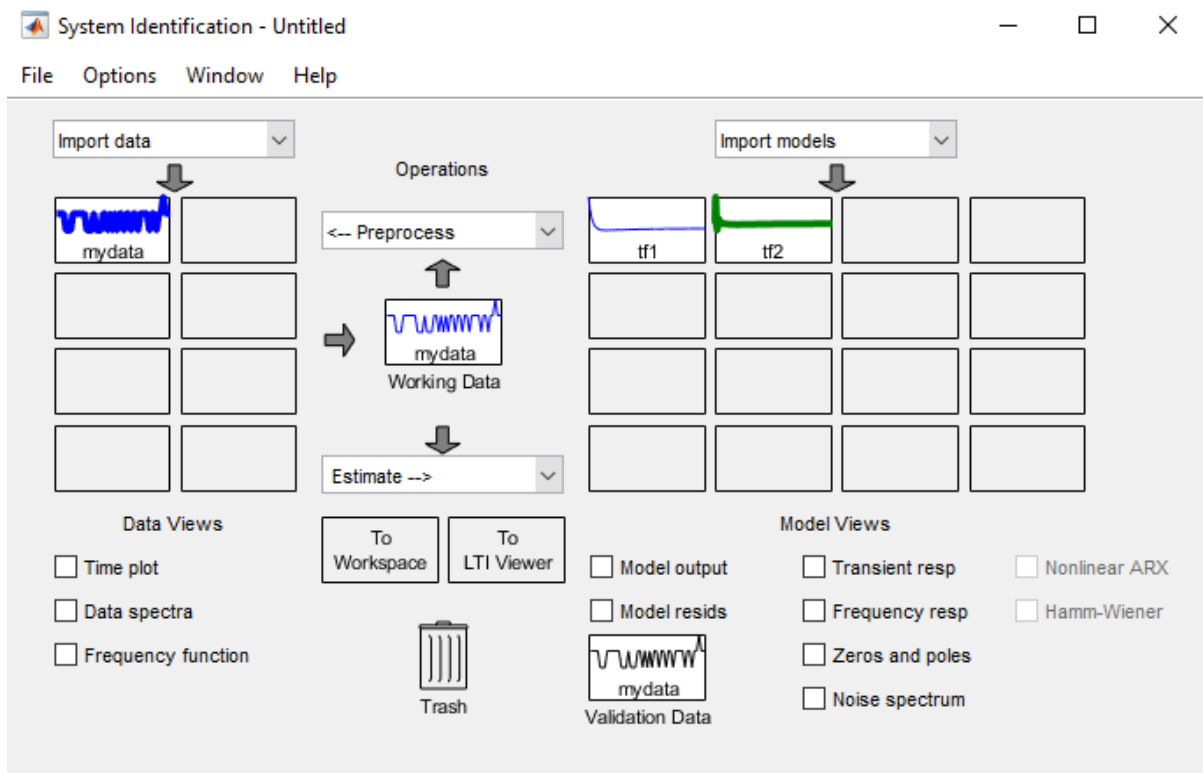 System Identification - Untitled
File Options Window Help
Import data
Import models
Operations
<-- Preprocess
mydata
tf1
tf2
mydata
Working Data
Estimate -->
Data Views
Model Views
To
Workspace
To
LTI Viewer
Time plot
Data spectra
Frequency function
Model output
Model resids
Transient resp
Frequency resp
Zeros and poles
Noise spectrum
Nonlinear ARX
Hamm-Wiener
Trash
mydata
Validation Data